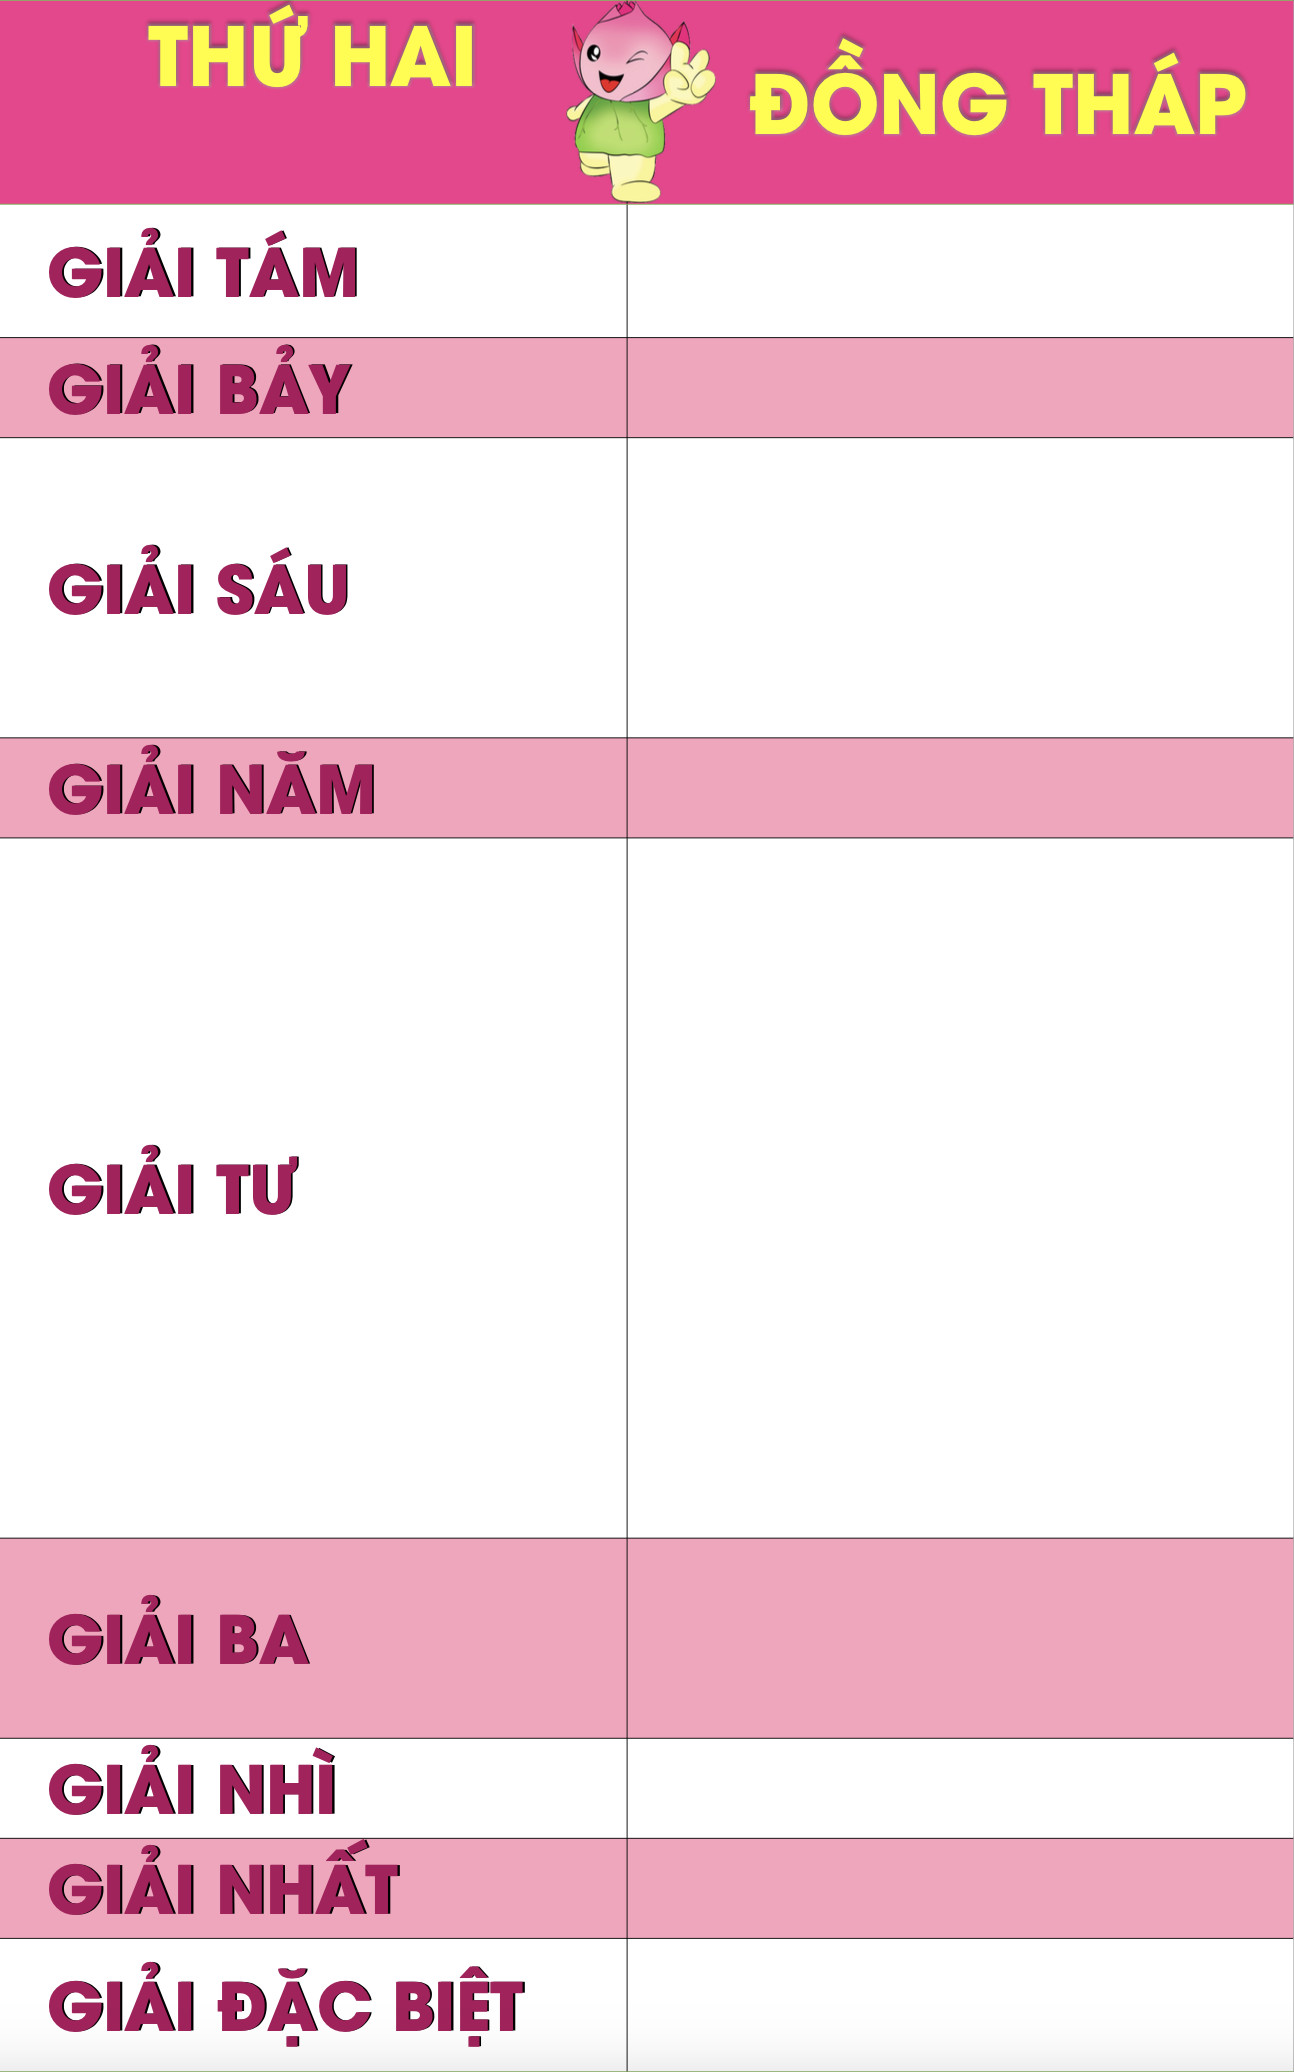 THỨ HAI
ĐỒNG THÁP
GIẢI TÁM
GIẢI BẢY
GIẢI SÁU
GIẢI NĂM
GIẢI TƯ
GIẢI BA
GIẢI NHÌ
GIẢI NHẤT
GIẢI ĐẶC BIỆT